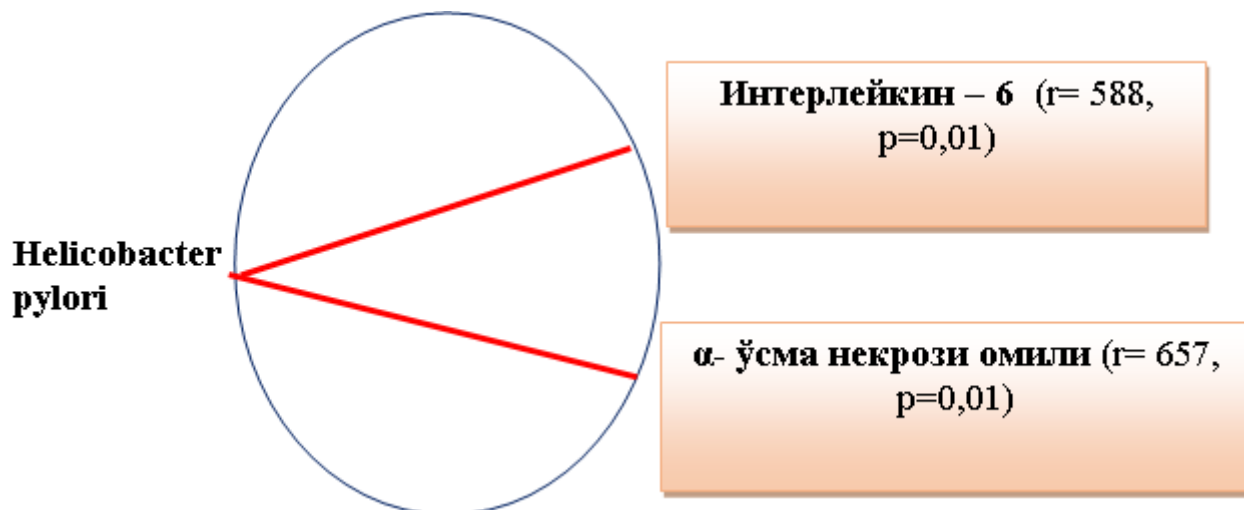 Helicobacter
pylori
Интерлейкин – 6 (r= 588,
p=0,01)
α- ўсма некрози омили (r= 657,
p=0,01)